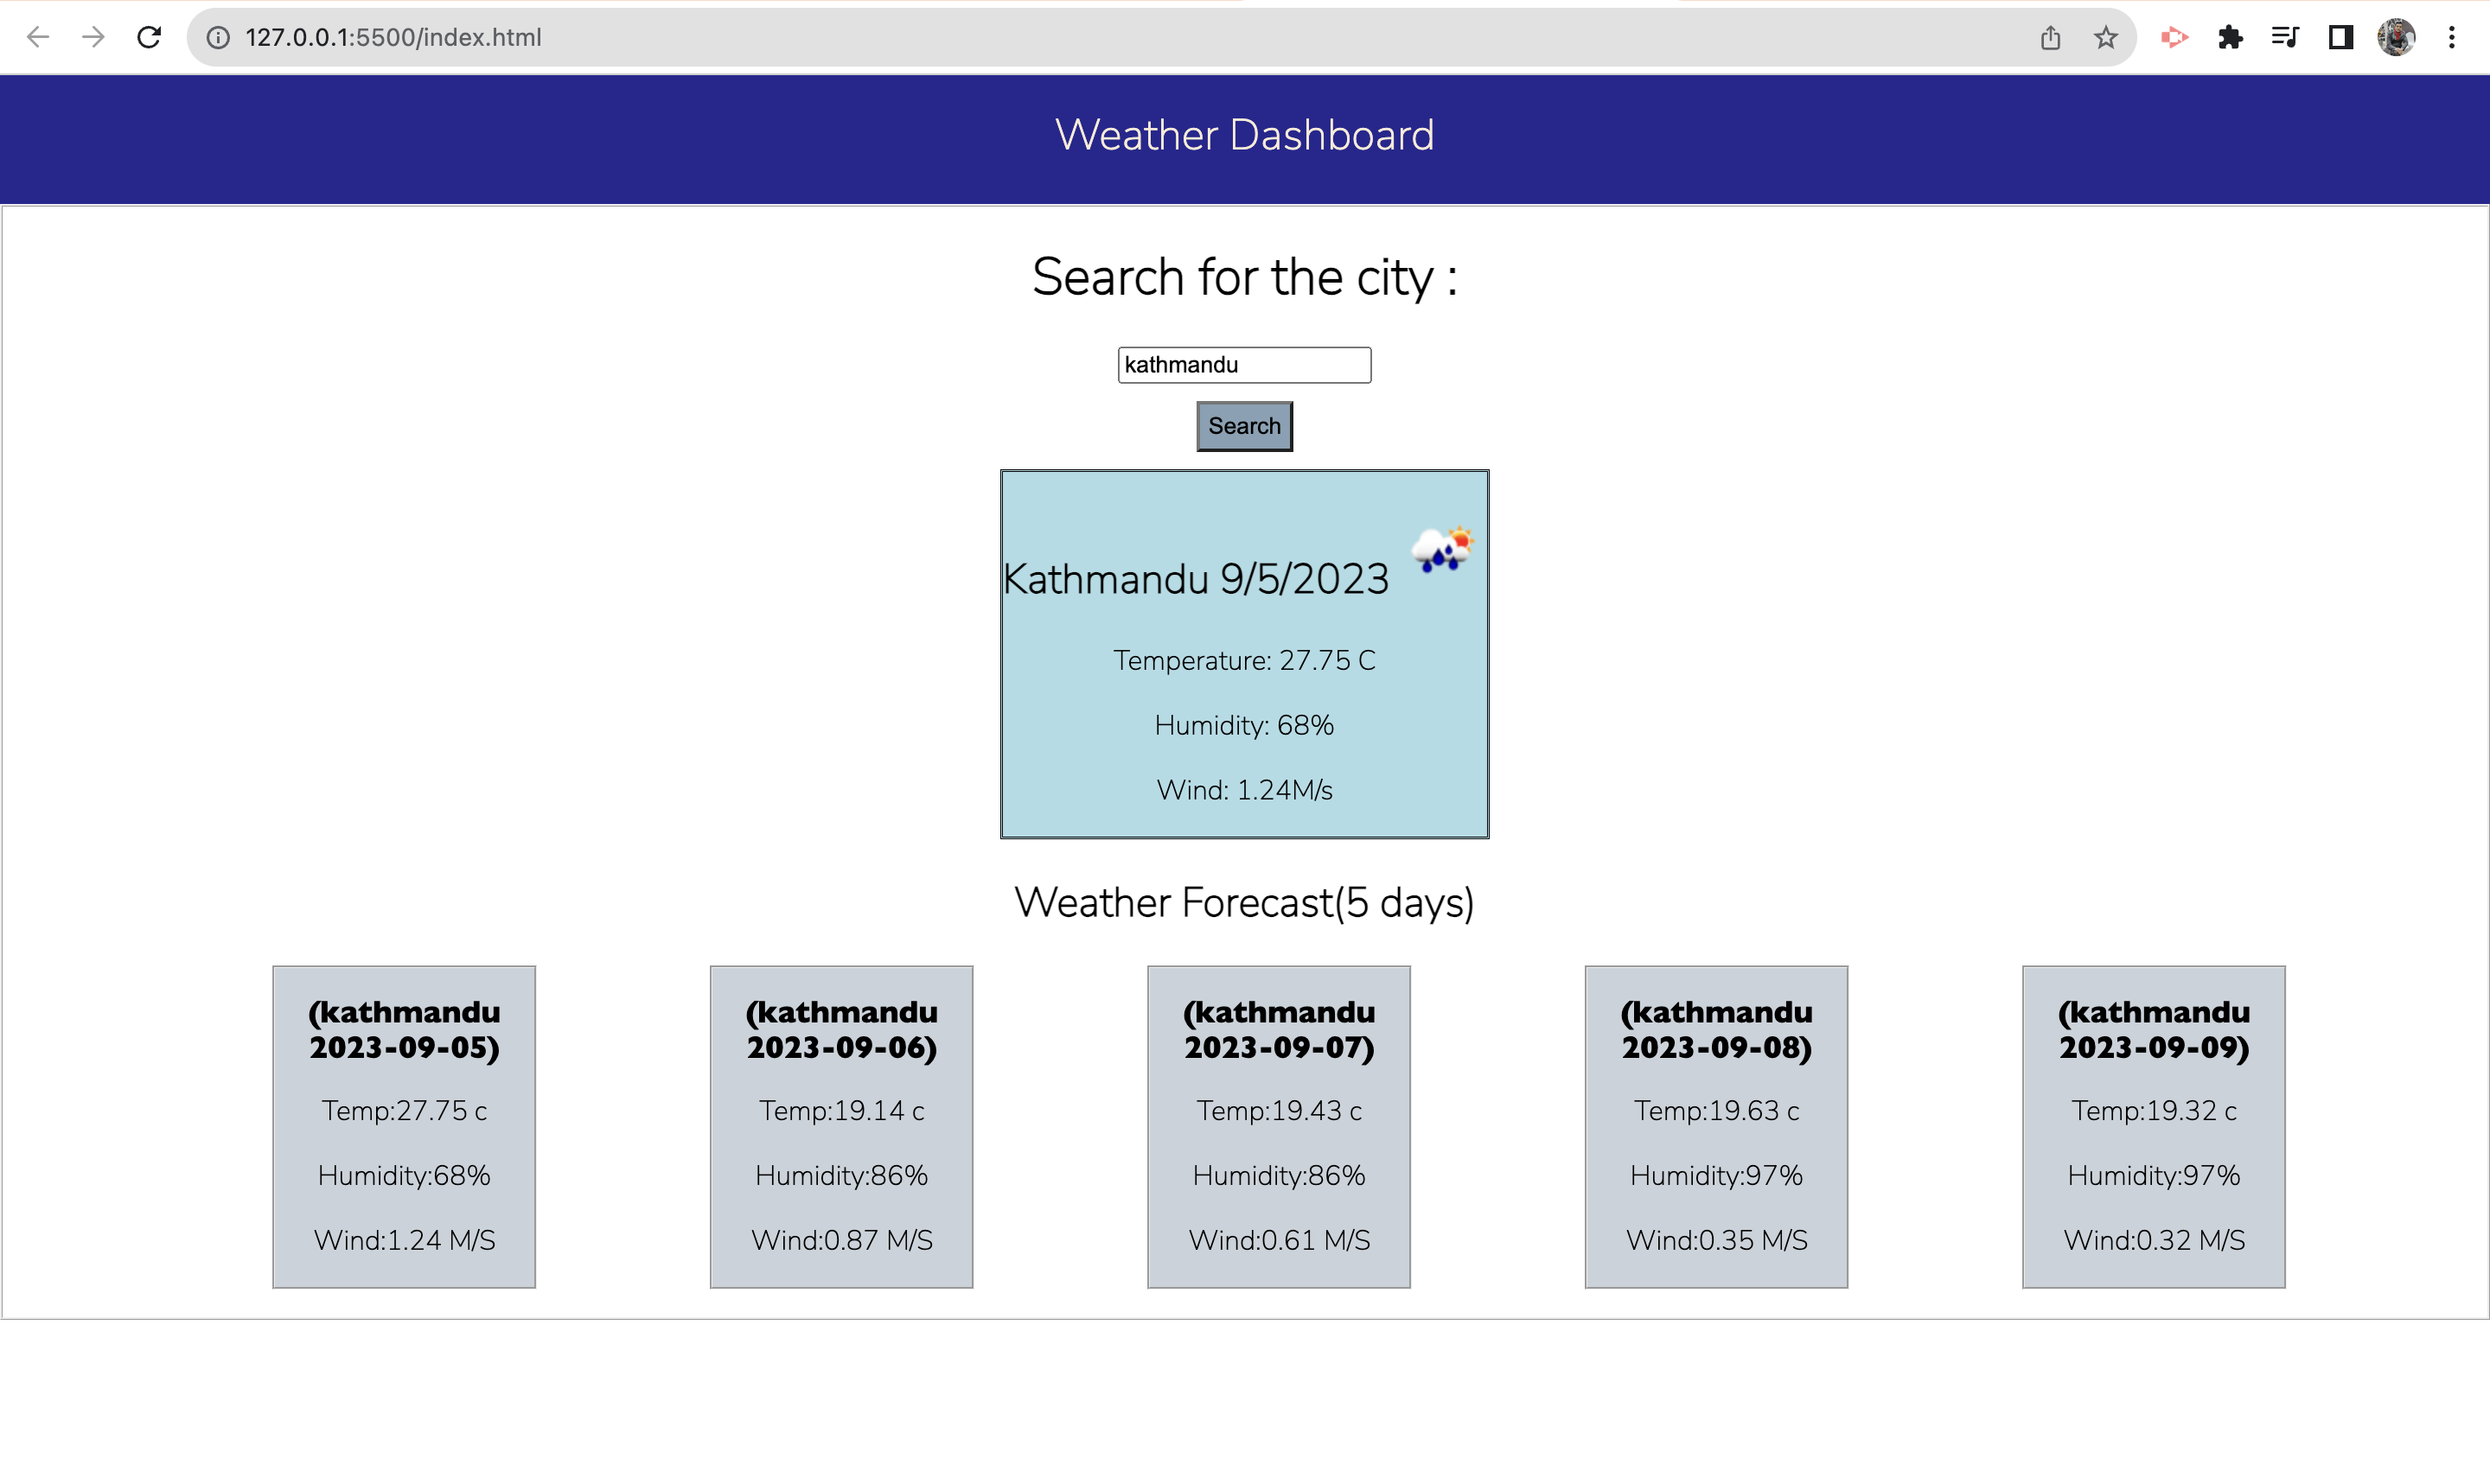 127.0.0.1:5500/index.html
Weather Dashboard
Search for the city :
kathmandu
Search
Kathmandu 9/5/2023
Temperature: 27.75 C
Humidity: 68%
Wind: 1.24M/s
Weather Forecast(5 days)
(kathmandu
2023-09-05)
Temp:27.75 c
Humidity:68%
Wind:1.24 M/S
(kathmandu
2023-09-06)
Temp:19.14 c
Humidity:86%
Wind:0.87 M/S
(kathmandu
2023-09-07)
Temp:19.43 c
Humidity:86%
Wind:0.61 M/S
(kathmandu
2023-09-08)
Temp:19.63 c
Humidity:97%
Wind:0.35 M/S
(kathmandu
2023-09-09)
Temp:19.32 c
Humidity:97%
Wind:0.32 M/S